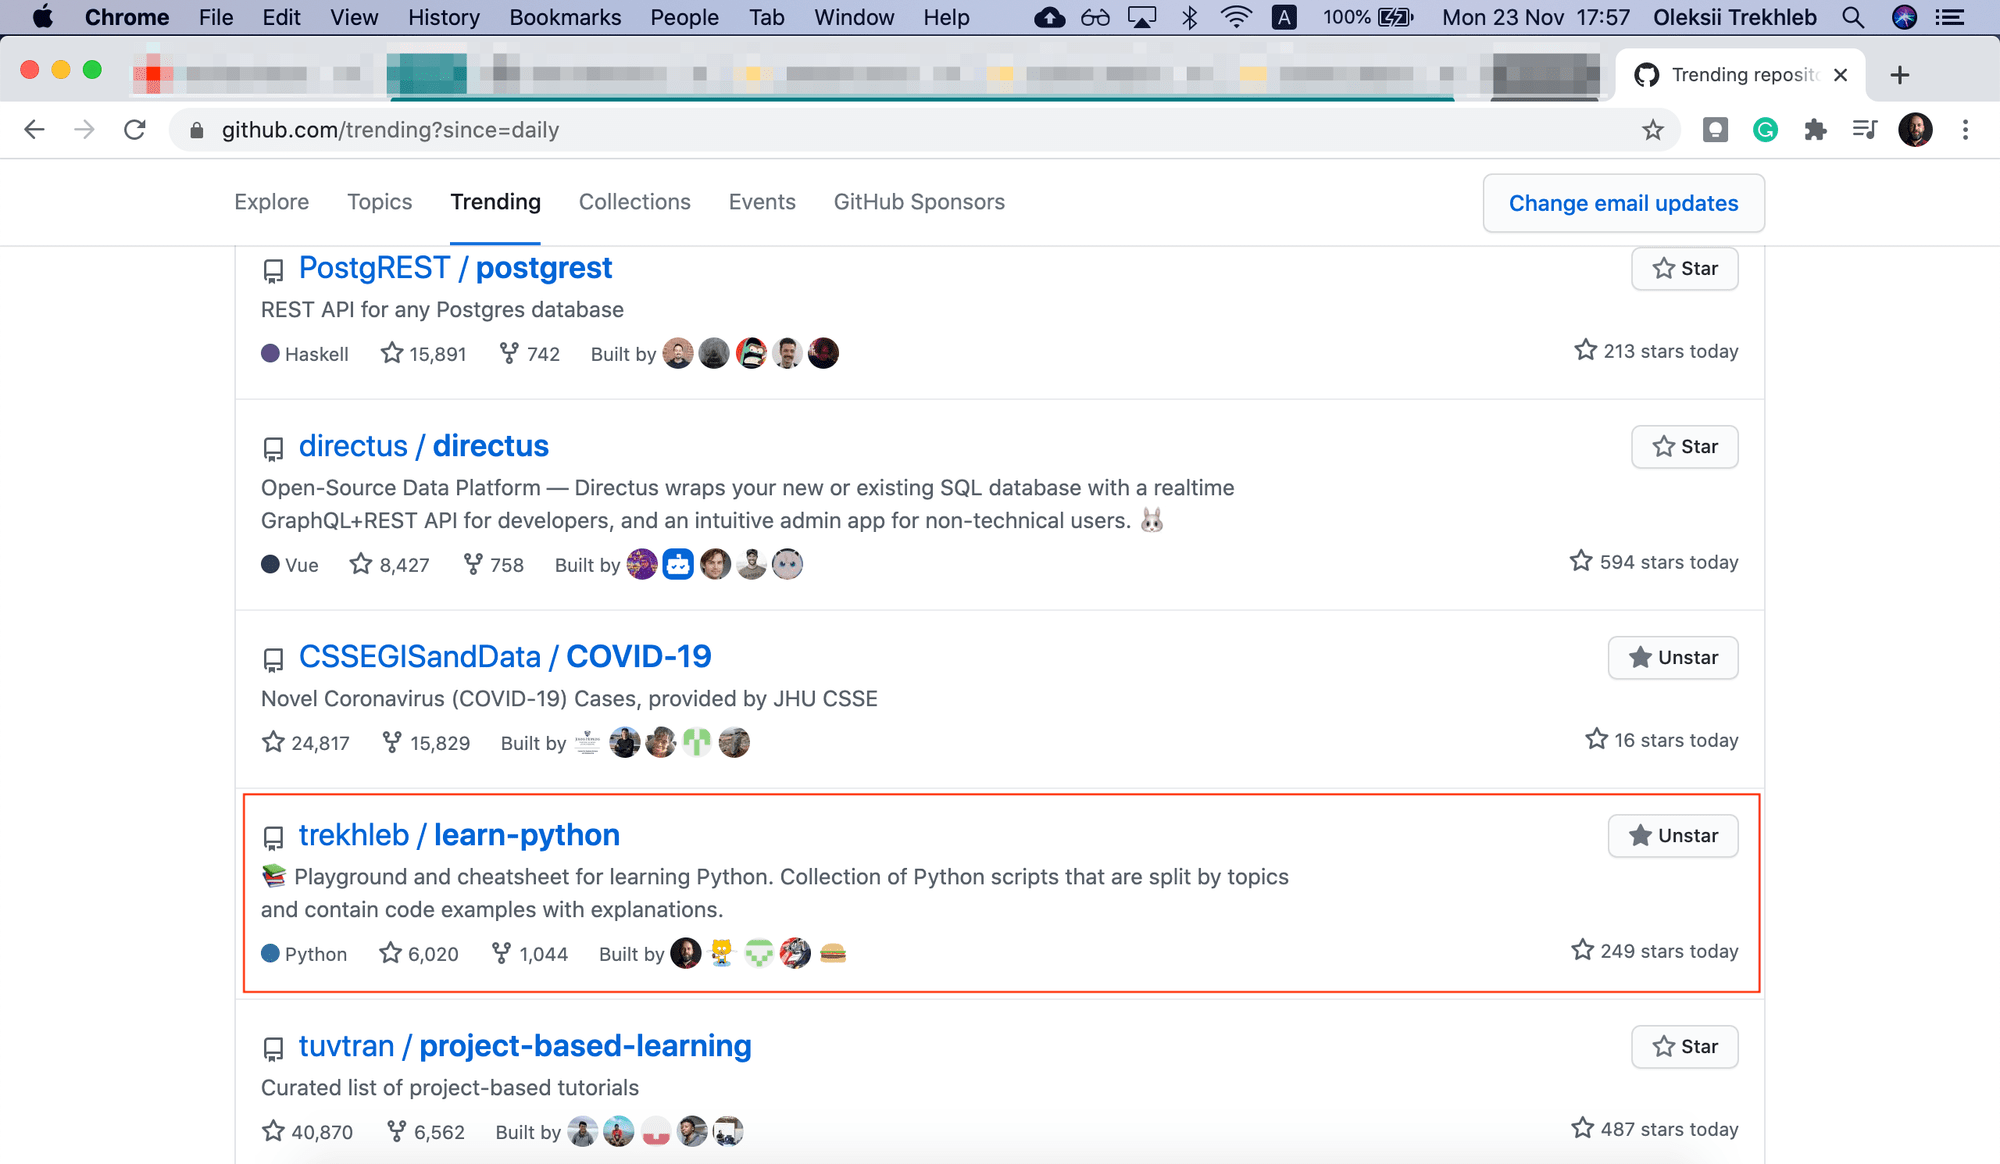 Chrome File Edit View History Bookmarks People Tab Window Help A 100% Mon 23 Nov 17:57 Oleksii Trekhleb
Trending reposito
github.com/trending?since=daily
Explore Topics Trending Collections Events GitHub Sponsors Change email updates
PostgREST / postgrest Star
REST API for any Postgres database
Haskell 15,891 742 Built by 213 stars today
directus / directus Star
Open-Source Data Platform — Directus wraps your new or existing SQL database with a realtime
GraphQL+REST API for developers, and an intuitive admin app for non-technical users. 🐰
Vue 8,427 758 Built by 594 stars today
CSSEGISandData / COVID-19 Unstar
Novel Coronavirus (COVID-19) Cases, provided by JHU CSSE
24,817 15,829 Built by 16 stars today
trekhleb / learn-python Unstar
📚 Playground and cheatsheet for learning Python. Collection of Python scripts that are split by topics
and contain code examples with explanations.
Python 6,020 1,044 Built by 249 stars today
tuvtran / project-based-learning Star
Curated list of project-based tutorials
40,870 6,562 Built by 487 stars today